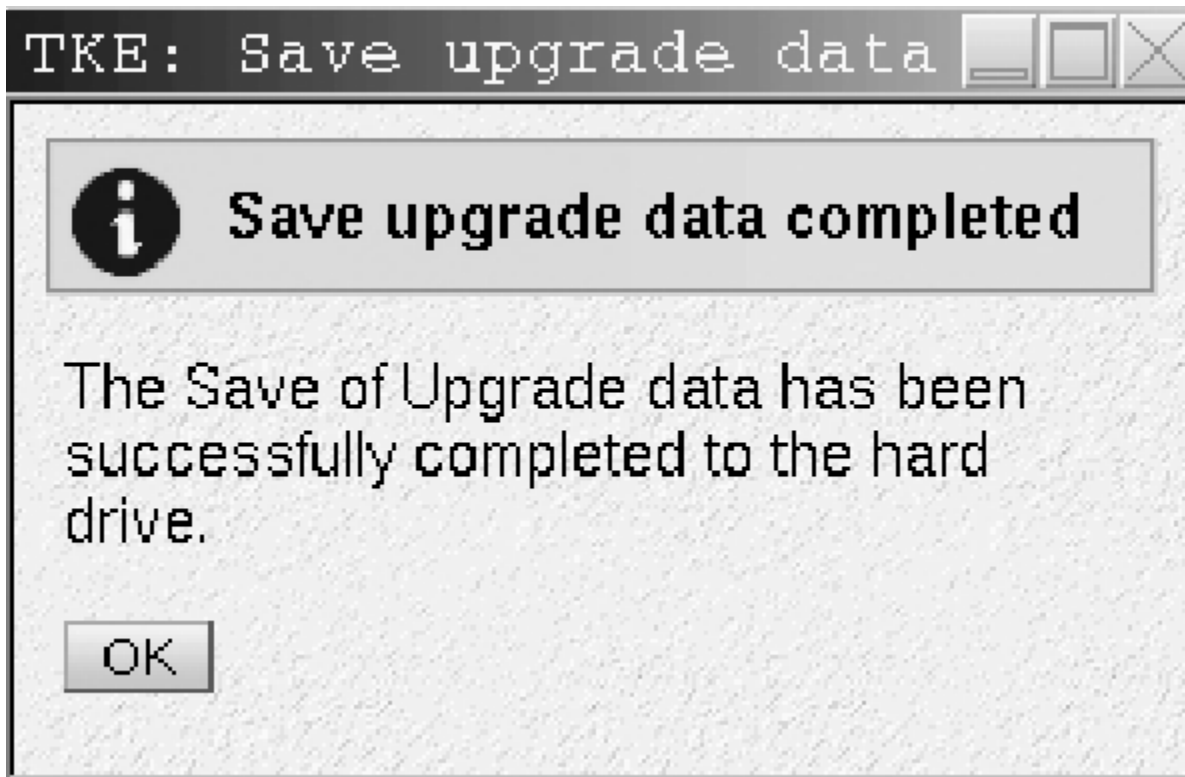 TKE: Save upgrade data
Save upgrade data completed
The Save of Upgrade data has been
successfully completed to the hard
drive.
OK